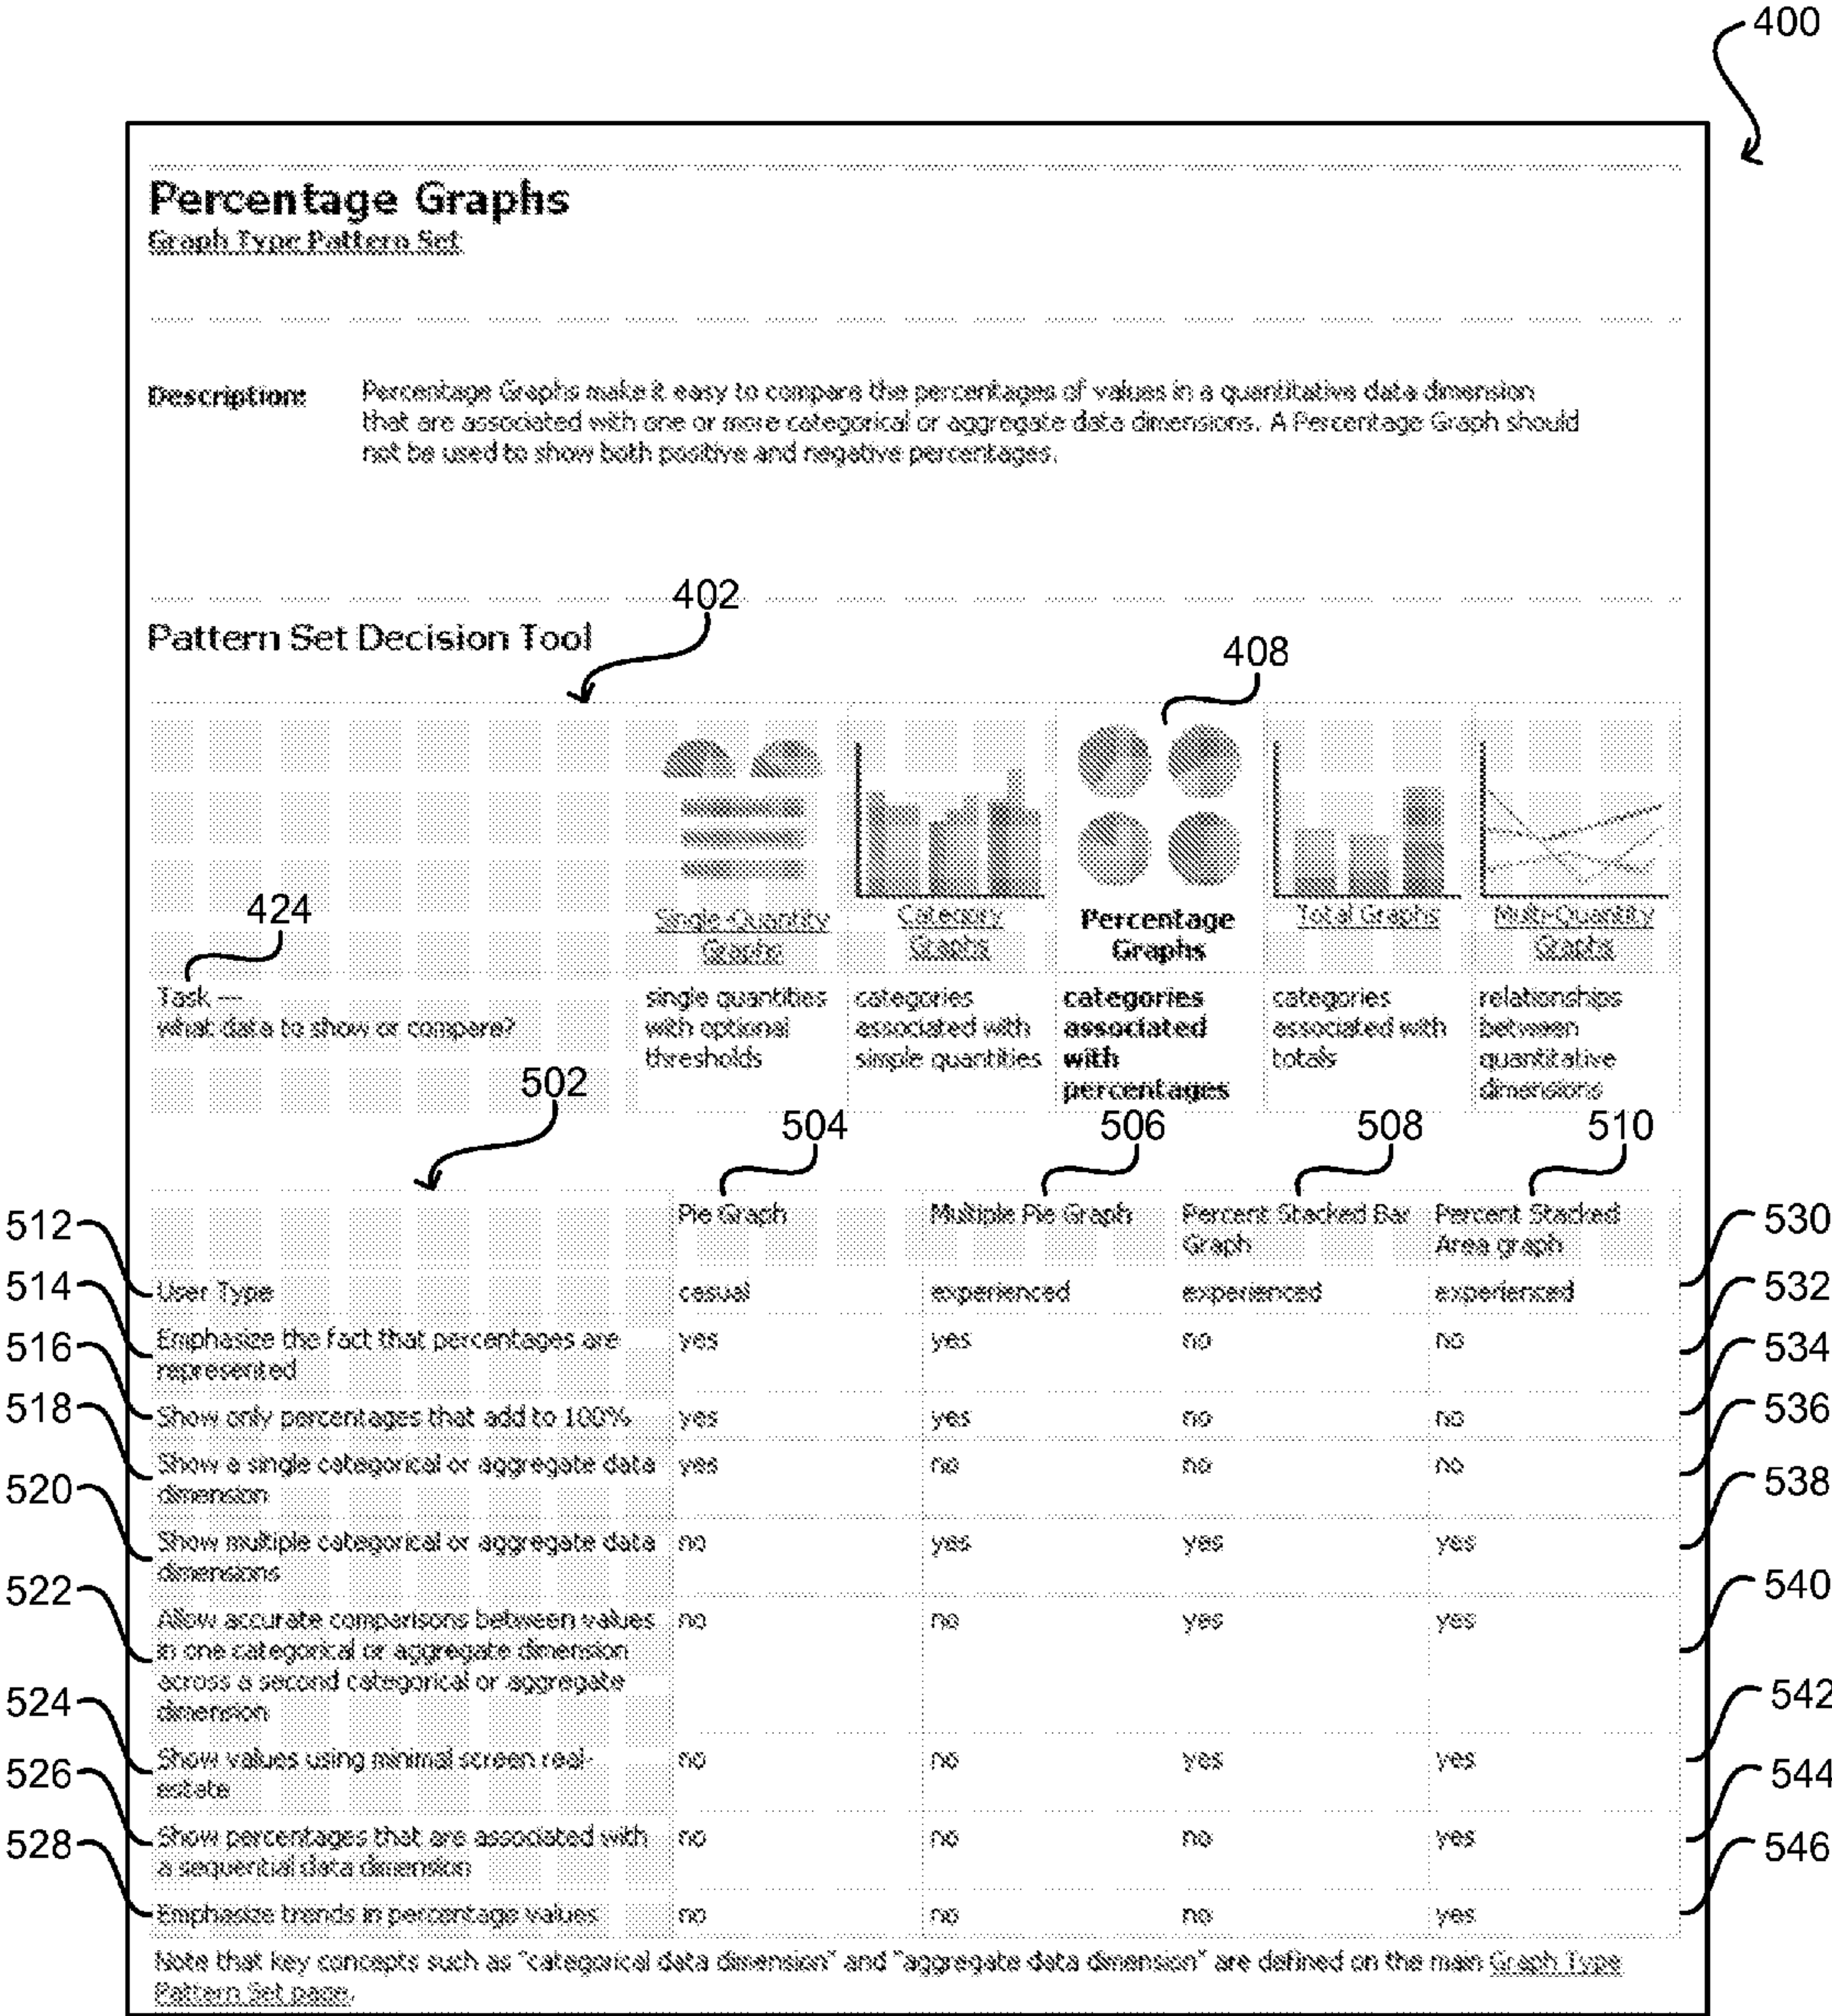 400
Percentage Graphs
Graph Type Pattern Set
Description:
Percentage Graphs make it easy to compare the percentages of values in a quantitative data dimension
that are associated with one or more categorical or aggregate data dimensions. A Percentage Graph should
not be used to show both positive and negative percentages.
402
Pattern Set Decision Tool
408
424
Single-Quantity
Graphs
Category
Graphs
Percentage
Graphs
Total Graphs
Multi-Quantity
Graphs
Task —
what data to show or compare?
single quantities
with optional
thresholds
categories
associated with
simple quantities
categories
associated
with
percentages
categories
associated with
totals
relationships
between
quantitative
dimensions
502
504
506
508
510
Pie Graph
Multiple Pie Graph
Percent Stacked Bar
Graph
Percent Stacked
Area graph
512
User Type
casual
experienced
experienced
experienced
530
514
Emphasize the fact that percentages are
represented
yes
yes
no
no
532
516
Show only percentages that add to 100%
yes
yes
no
no
534
518
Show a single categorical or aggregate data
dimension
yes
no
no
no
536
520
Show multiple categorical or aggregate data
dimensions
no
yes
yes
yes
538
522
Allow accurate comparisons between values
in one categorical or aggregate dimension
across a second categorical or aggregate
dimension
no
no
yes
yes
540
524
Show values using minimal screen real-
estate
no
no
yes
yes
542
526
Show percentages that are associated with
a sequential data dimension
no
no
no
yes
544
528
Emphasize trends in percentage values
no
no
no
yes
546
Note that key concepts such as "categorical data dimension" and "aggregate data dimension" are defined on the main Graph Type
Pattern Set page.